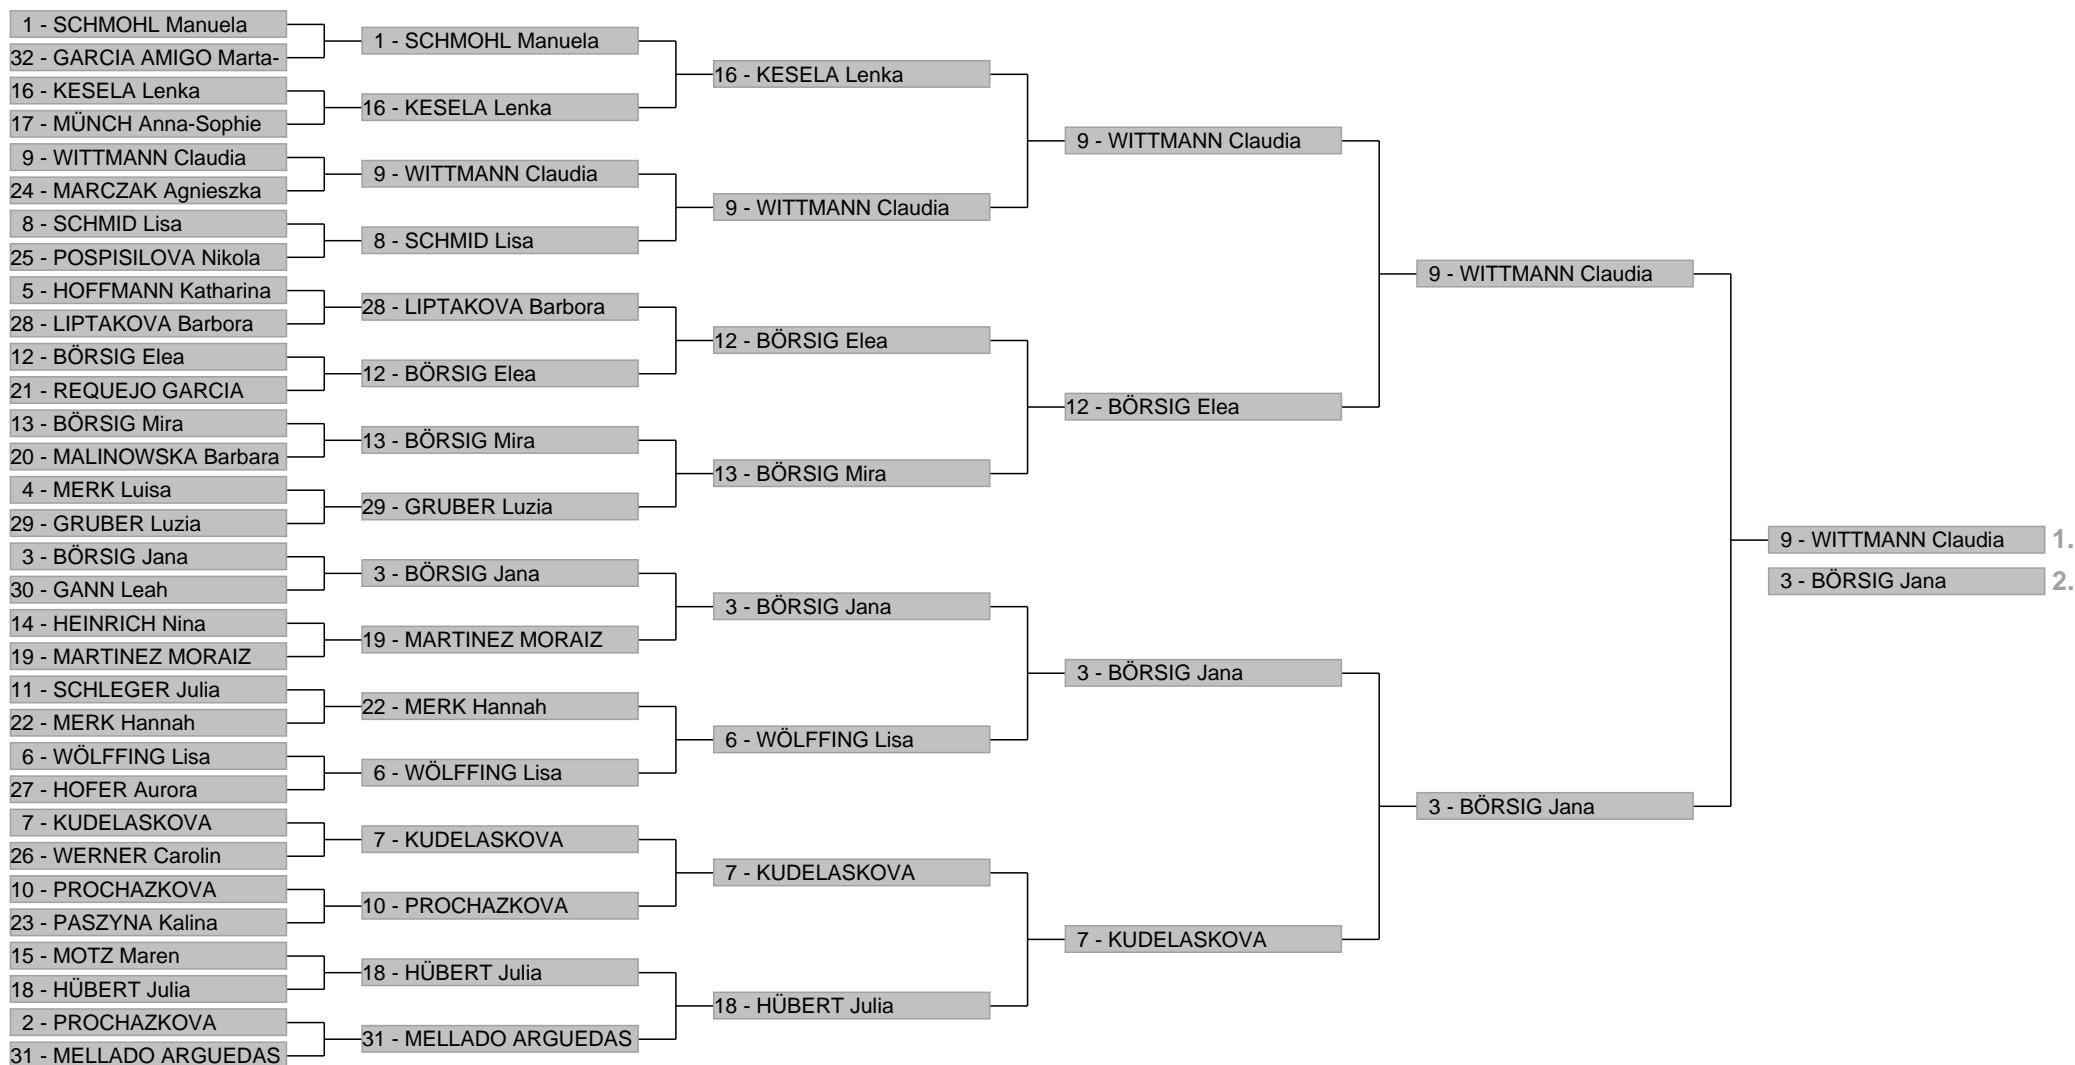 1 - SCHMOHL Manuela
32 - GARCIA AMIGO Marta-
16 - KESELA Lenka
17 - MÜNCH Anna-Sophie
9 - WITTMANN Claudia
24 - MARCZAK Agnieszka
8 - SCHMID Lisa
25 - POSPISILOVA Nikola
5 - HOFFMANN Katharina
28 - LIPTAKOVA Barbora
12 - BÖRSIG Elea
21 - REQUEJO GARCIA
13 - BÖRSIG Mira
20 - MALINOWSKA Barbara
4 - MERK Luisa
29 - GRUBER Luzia
3 - BÖRSIG Jana
30 - GANN Leah
14 - HEINRICH Nina
19 - MARTINEZ MORAIZ
11 - SCHLEGER Julia
22 - MERK Hannah
6 - WÖLFFING Lisa
27 - HOFER Aurora
7 - KUDELASKOVA
26 - WERNER Carolin
10 - PROCHAZKOVA
23 - PASZYNA Kalina
15 - MOTZ Maren
18 - HÜBERT Julia
2 - PROCHAZKOVA
31 - MELLADO ARGUEDAS
1 - SCHMOHL Manuela
16 - KESELA Lenka
9 - WITTMANN Claudia
8 - SCHMID Lisa
28 - LIPTAKOVA Barbora
12 - BÖRSIG Elea
13 - BÖRSIG Mira
29 - GRUBER Luzia
3 - BÖRSIG Jana
19 - MARTINEZ MORAIZ
22 - MERK Hannah
6 - WÖLFFING Lisa
7 - KUDELASKOVA
10 - PROCHAZKOVA
18 - HÜBERT Julia
31 - MELLADO ARGUEDAS
16 - KESELA Lenka
9 - WITTMANN Claudia
12 - BÖRSIG Elea
13 - BÖRSIG Mira
3 - BÖRSIG Jana
6 - WÖLFFING Lisa
7 - KUDELASKOVA
18 - HÜBERT Julia
9 - WITTMANN Claudia
12 - BÖRSIG Elea
3 - BÖRSIG Jana
7 - KUDELASKOVA
9 - WITTMANN Claudia
3 - BÖRSIG Jana
9 - WITTMANN Claudia 1.
3 - BÖRSIG Jana 2.